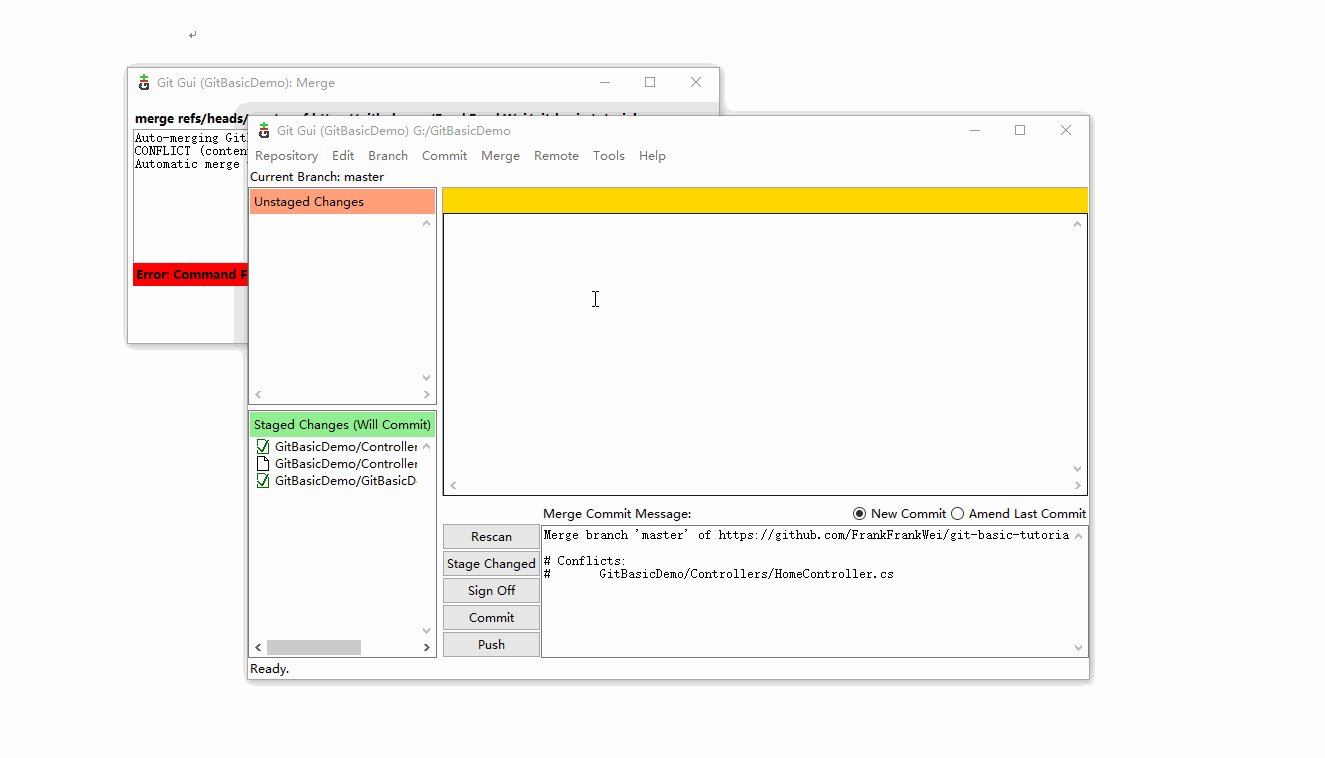 Git Gui (GitBasicDemo): Merge
merge refs/heads/
Auto-merging Git
CONFLICT (conten
Automatic merge
Error: Command F
Git Gui (GitBasicDemo) G:/GitBasicDemo
Repository Edit Branch Commit Merge Remote Tools Help
Current Branch: master
Unstaged Changes
Staged Changes (Will Commit)
GitBasicDemo/Controller
GitBasicDemo/Controller
GitBasicDemo/GitBasicD
Merge Commit Message:
New Commit
Amend Last Commit
Rescan
Stage Changed
Sign Off
Commit
Push
Merge branch 'master' of https://github.com/FrankFrankWei/git-basic-tutoria
# Conflicts:
# GitBasicDemo/Controllers/HomeController.cs
Ready.